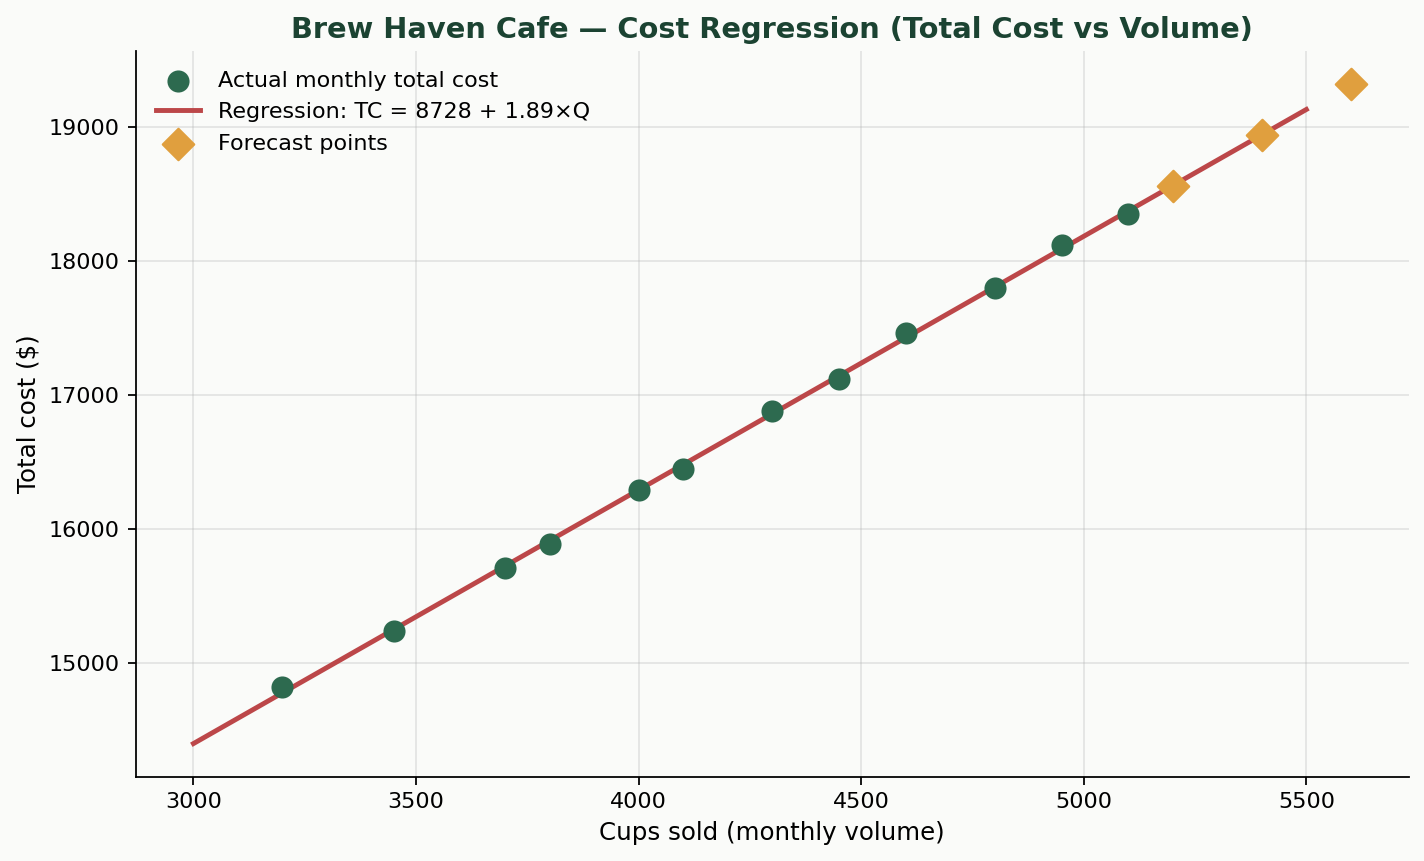 Brew Haven Cafe — Cost Regression (Total Cost vs Volume)
Actual monthly total cost
Regression: TC = 8728 + 1.89×Q
Forecast points
Total cost ($)
19000
18000
17000
16000
15000
3000
3500
4000
4500
5000
5500
Cups sold (monthly volume)